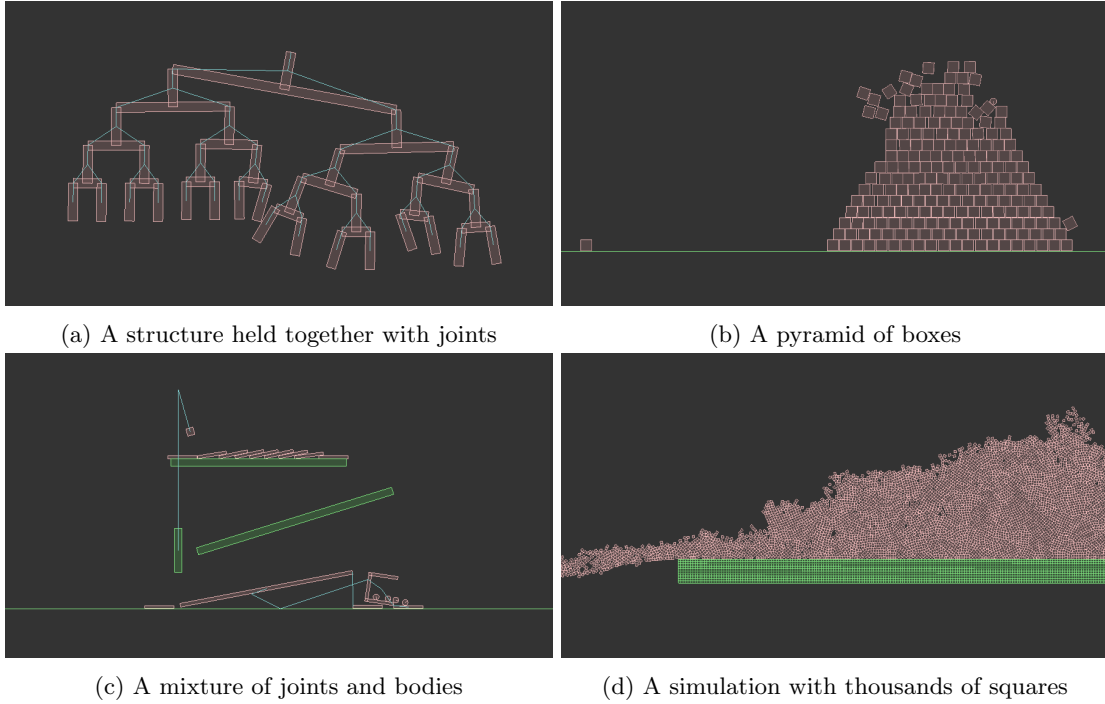 (a) A structure held together with joints
(b) A pyramid of boxes
(c) A mixture of joints and bodies
(d) A simulation with thousands of squares